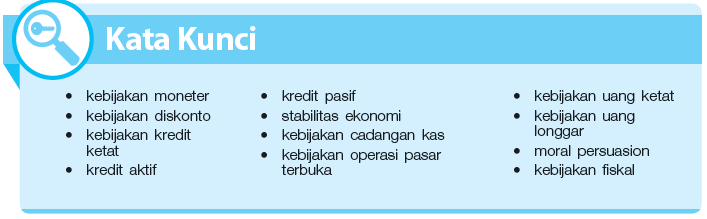 Kata Kunci
• kebijakan moneter
• kebijakan diskonto
• kebijakan kredit
ketat
• kredit aktif
• kredit pasif
• stabilitas ekonomi
• kebijakan cadangan kas
• kebijakan operasi pasar
terbuka
• kebijakan uang ketat
• kebijakan uang
longgar
• moral persuasion
• kebijakan fiskal